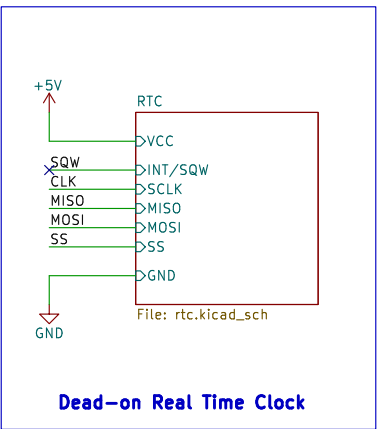 +5V
RTC
VCC
SQW
INT/SQW
CLK
SCLK
MISO
MISO
MOSI
MOSI
SS
SS
GND
File: rtc.kicad_sch
GND
Dead-on Real Time Clock